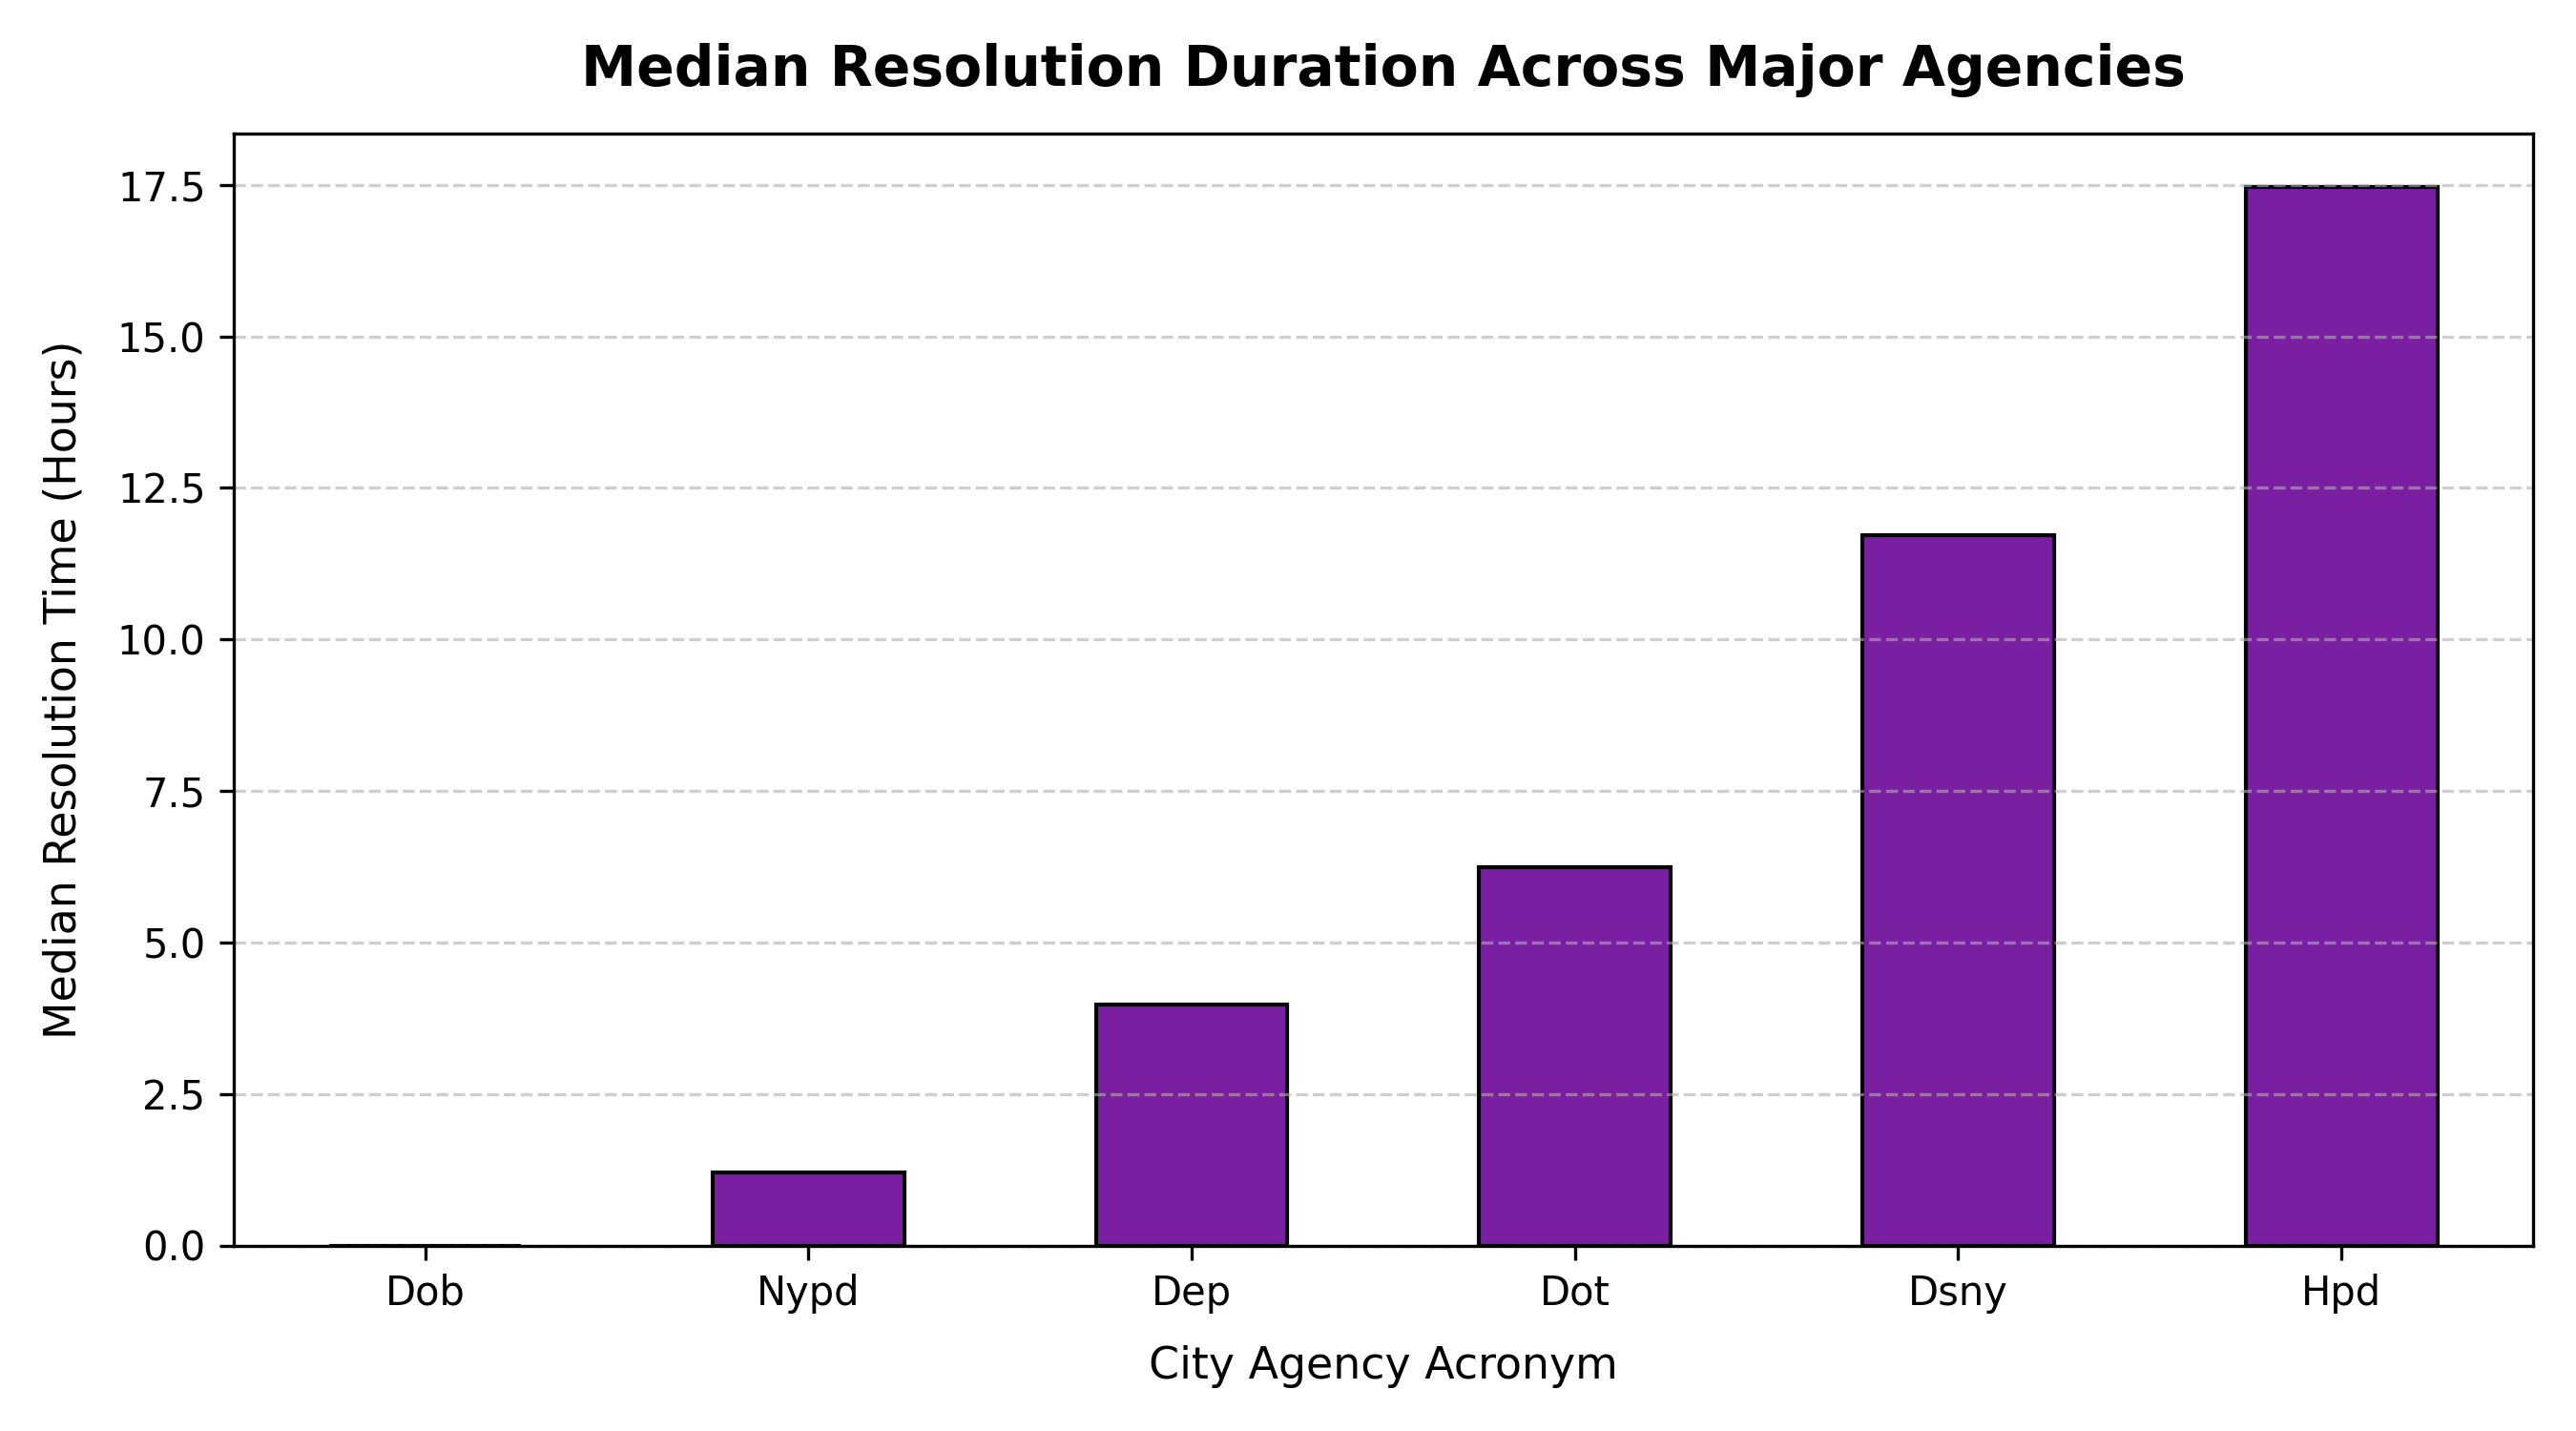 Median Resolution Duration Across Major Agencies
Median Resolution Time (Hours)
17.5
15.0
12.5
10.0
7.5
5.0
2.5
0.0
Dob Nypd Dep Dot Dsny Hpd
City Agency Acronym